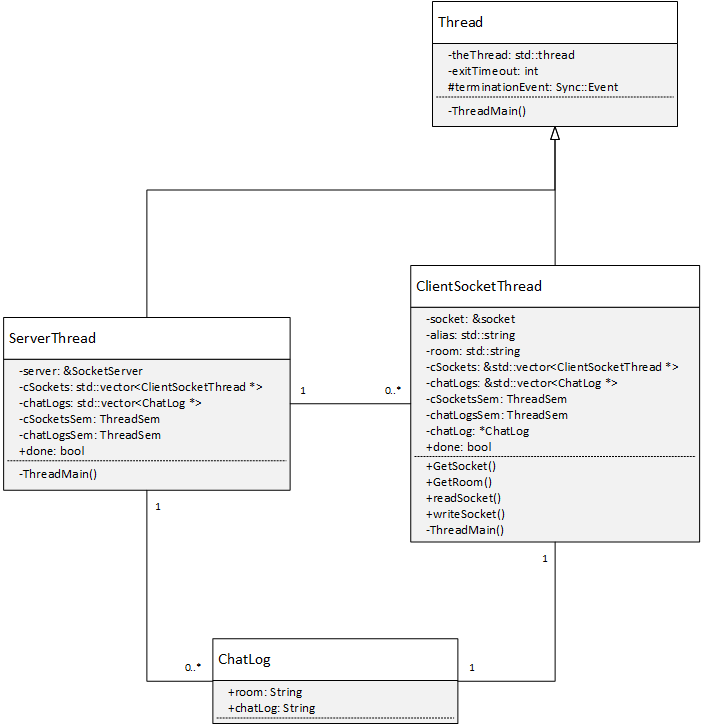 Thread
-theThread: std::thread
-exitTimeout: int
#terminationEvent: Sync::Event
-ThreadMain()
ClientSocketThread
-socket: &socket
-alias: std::string
-room: std::string
-cSockets: &std::vector<ClientSocketThread *>
-chatLogs: &std::vector<ChatLog *>
-cSocketsSem: ThreadSem
-chatLogsSem: ThreadSem
-chatLog: *ChatLog
+done: bool
+GetSocket()
+GetRoom()
+readSocket()
+writeSocket()
-ThreadMain()
ServerThread
-server: &SocketServer
-cSockets: std::vector<ClientSocketThread *>
-chatLogs: std::vector<ChatLog *>
-cSocketsSem: ThreadSem
-chatLogsSem: ThreadSem
+done: bool
-ThreadMain()
1
0..*
1
1
0..*
1
ChatLog
+room: String
+chatLog: String